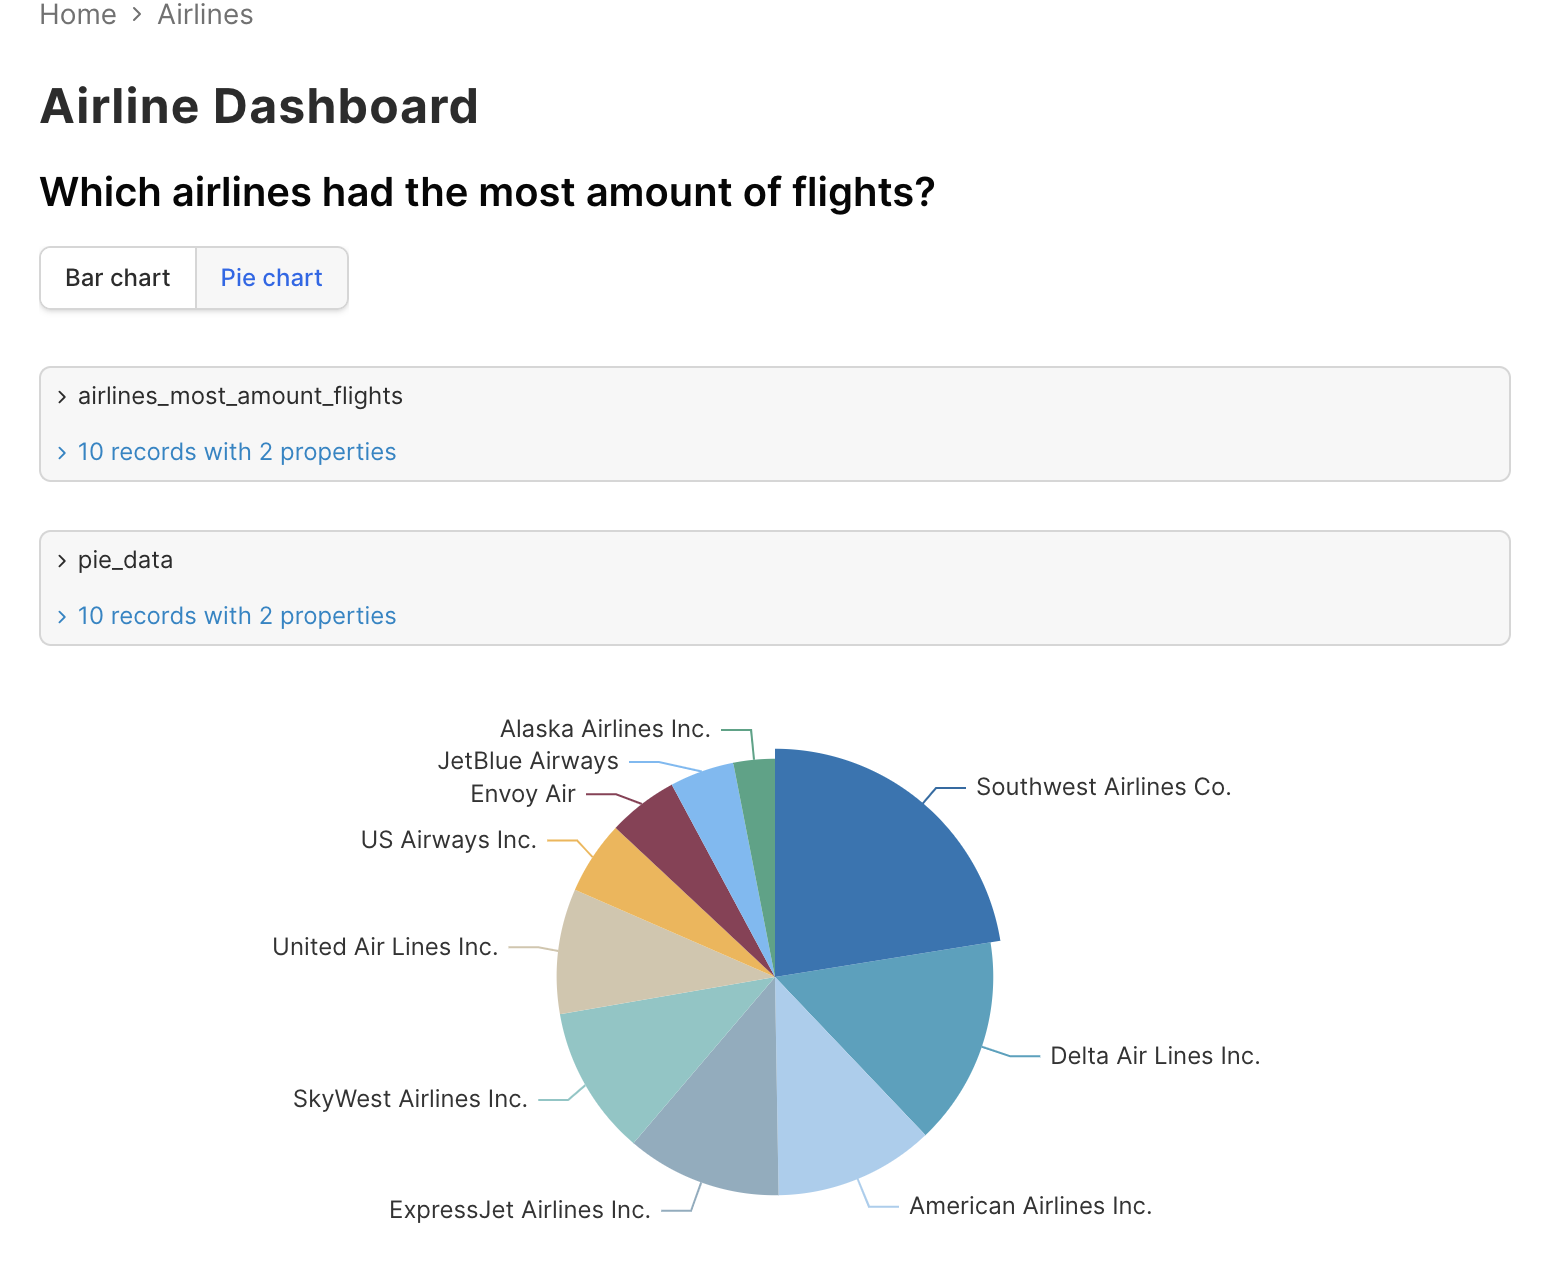 Home > Airlines
Airline Dashboard
Which airlines had the most amount of flights?
Bar chart Pie chart
airlines_most_amount_flights
10 records with 2 properties
pie_data
10 records with 2 properties
Alaska Airlines Inc.
JetBlue Airways
Southwest Airlines Co.
Envoy Air
US Airways Inc.
United Air Lines Inc.
Delta Air Lines Inc.
SkyWest Airlines Inc.
American Airlines Inc.
ExpressJet Airlines Inc.